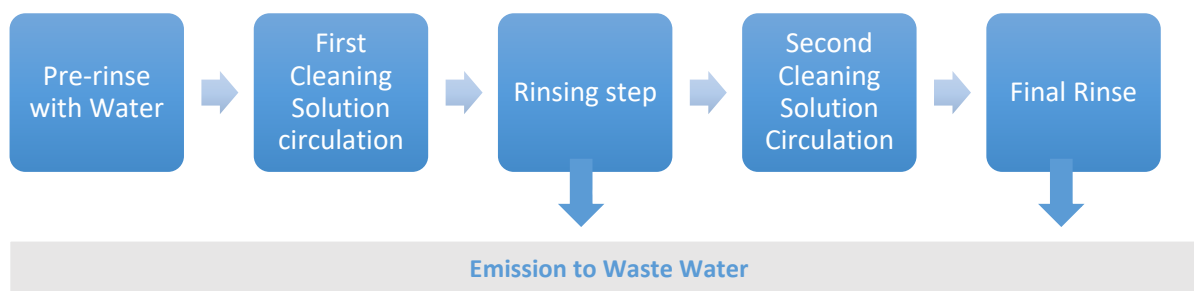 Pre-rinse
with Water
First
Cleaning
Solution
circulation
Rinsing step
Second
Cleaning
Solution
Circulation
Final Rinse
Emission to Waste Water